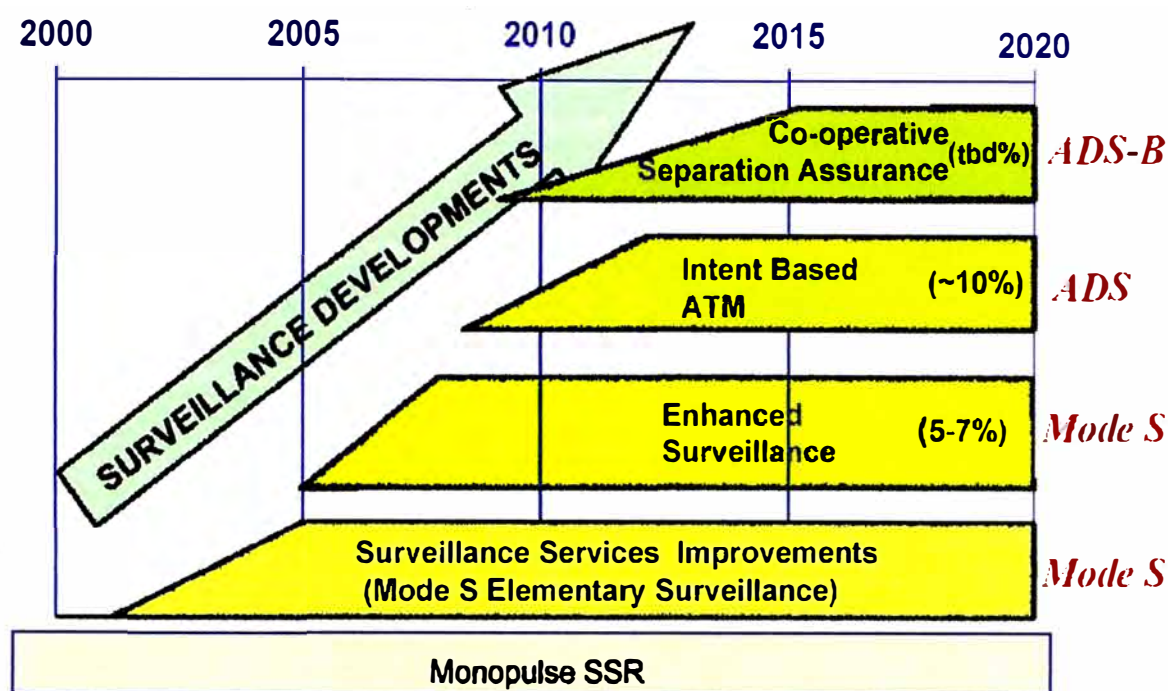 2000 2005 2010 2015 2020
SURVEILLANCE DEVELOPMENTS
Co-operative
Separation Assurance (tbd%) ADS-B
Intent Based (~10%) ADS
ATM
Enhanced (5-7%) Mode S
Surveillance
Surveillance Services Improvements
(Mode S Elementary Surveillance) Mode S
Monopulse SSR